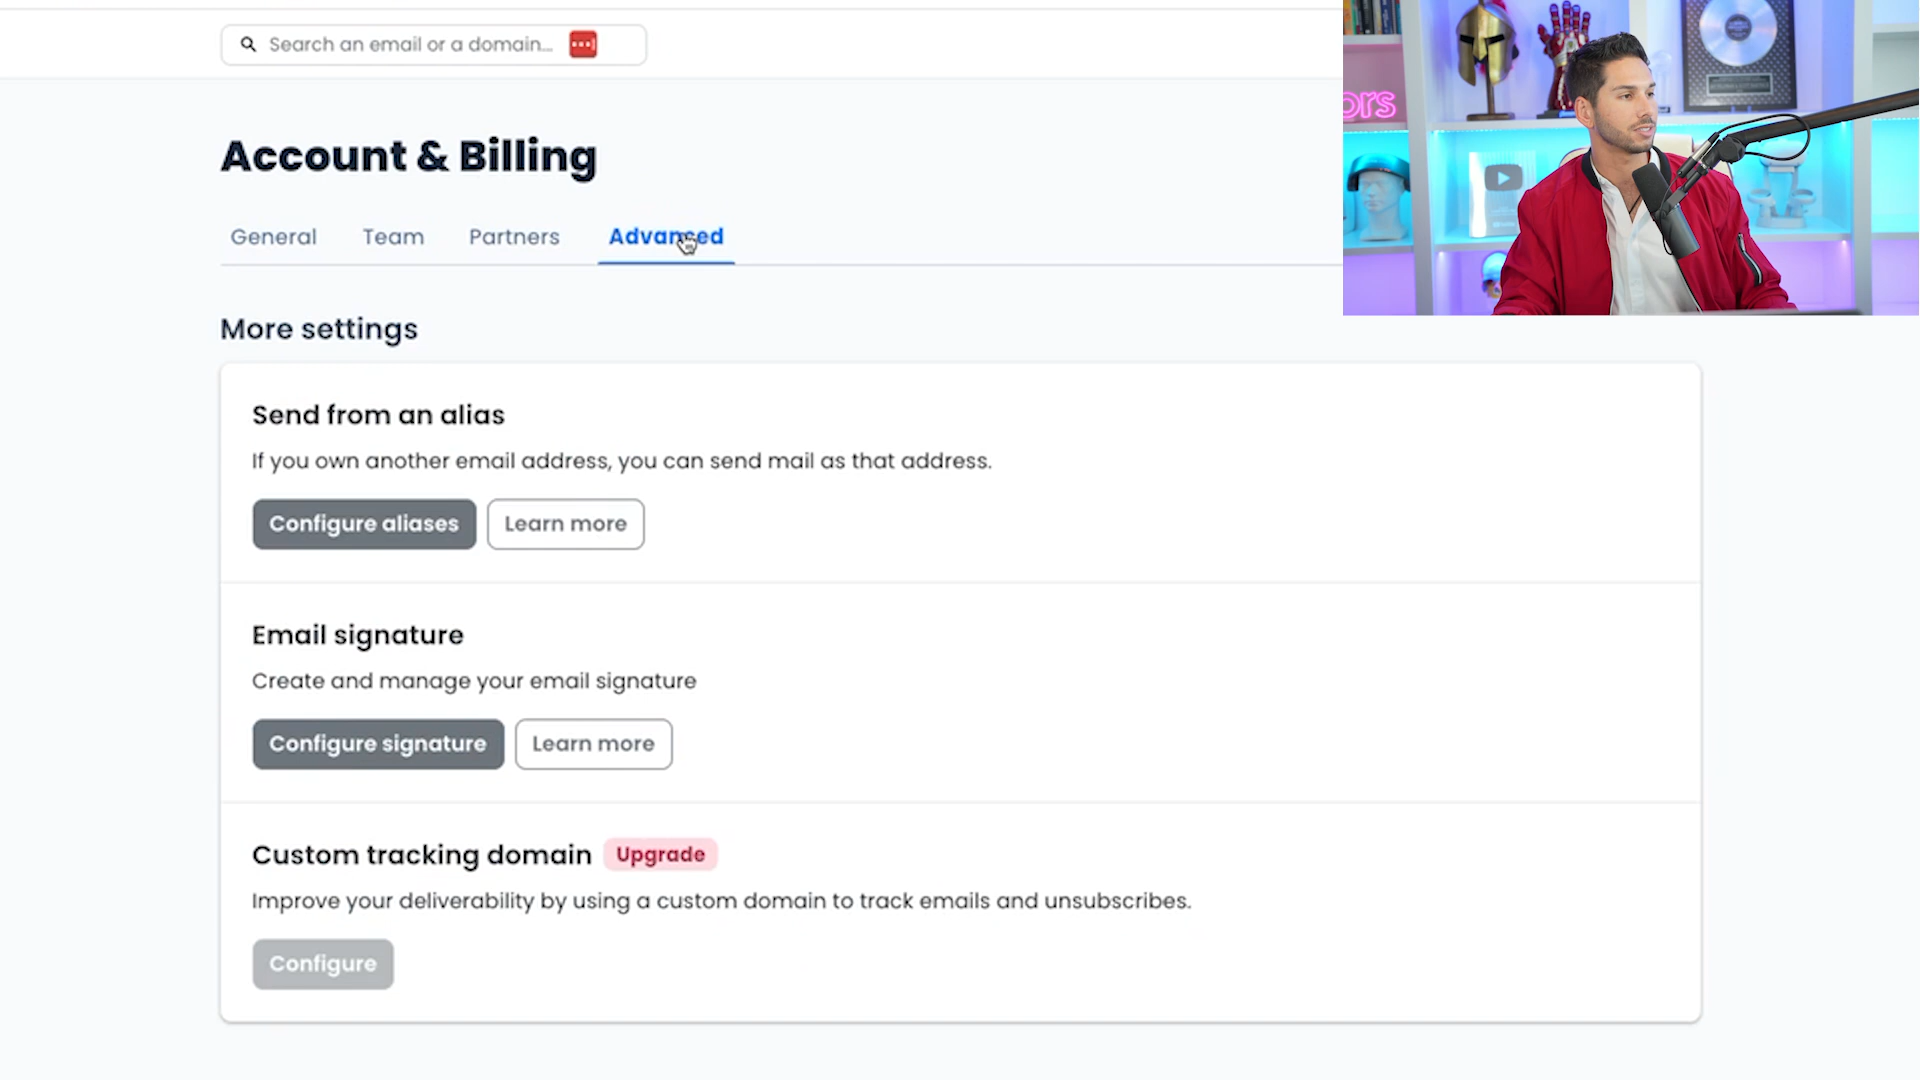 Search an email or a domain...
Account & Billing
General Team Partners Advanced
More settings
Send from an alias
If you own another email address, you can send mail as that address.
Configure aliases Learn more
Email signature
Create and manage your email signature
Configure signature Learn more
Custom tracking domain Upgrade
Improve your deliverability by using a custom domain to track emails and unsubscribes.
Configure
ors